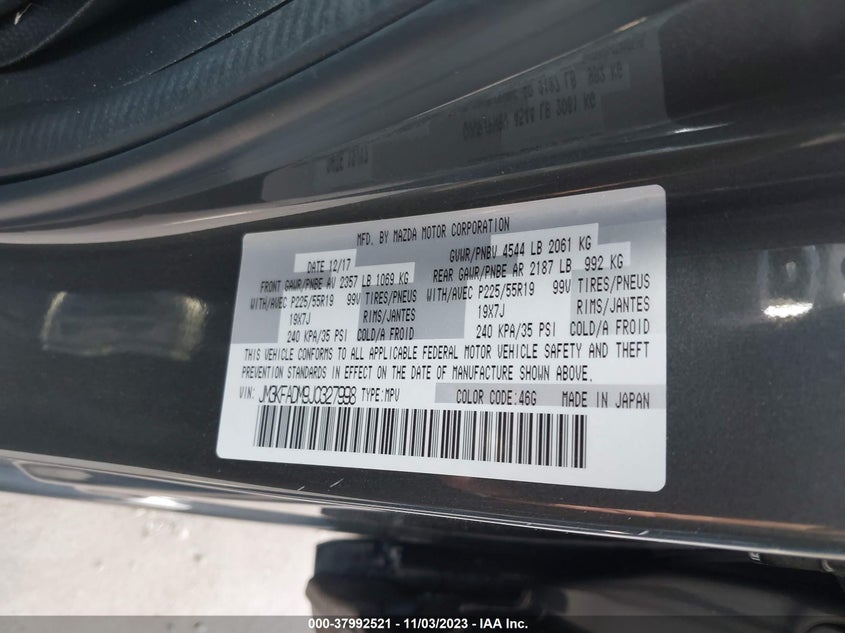 MFD. BY MAZDA MOTOR CORPORATION
DATE 12/17 GVWR/PNBV 4544 LB 2061 KG
FRONT GAWR/PNBE AV 2357 LB 1069 KG REAR GAWR/PNBE AR 2187 LB 992 KG
WITH/AVEC P225/55R19 99V TIRES/PNEUS WITH/AVEC P225/55R19 99V TIRES/PNEUS
19X7J RIMS/JANTES 19X7J RIMS/JANTES
240 KPA/35 PSI COLD/A FROID 240 KPA/35 PSI COLD/A FROID
THIS VEHICLE CONFORMS TO ALL APPLICABLE FEDERAL MOTOR VEHICLE SAFETY AND THEFT
PREVENTION STANDARDS IN EFFECT ON THE DATE OF MANUFACTURE SHOWN ABOVE.
VIN: JM3KFADM9J0327998 TYPE:MPV COLOR CODE:46G MADE IN JAPAN
000-37992521 - 11/03/2023 - IAA Inc.